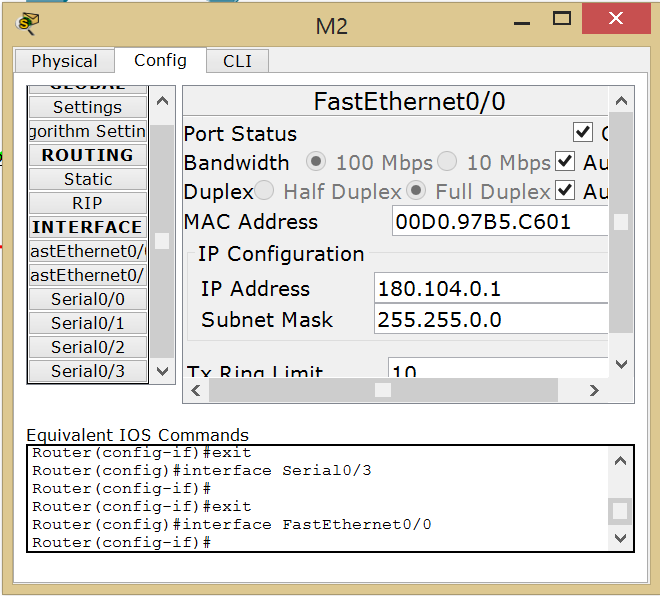 M2
Physical Config CLI
GLOBAL
Settings
gorithm Settin
ROUTING
Static
RIP
INTERFACE
astEthernet0/
astEthernet0/
Serial0/0
Serial0/1
Serial0/2
Serial0/3
FastEthernet0/0
Port Status
Bandwidth 100 Mbps 10 Mbps Au
Duplex Half Duplex Full Duplex Au
MAC Address 00D0.97B5.C601
IP Configuration
IP Address 180.104.0.1
Subnet Mask 255.255.0.0
Tx Ring Limit 10
Equivalent IOS Commands
Router(config-if)#exit
Router(config)#interface Serial0/3
Router(config-if)#
Router(config-if)#exit
Router(config)#interface FastEthernet0/0
Router(config-if)#